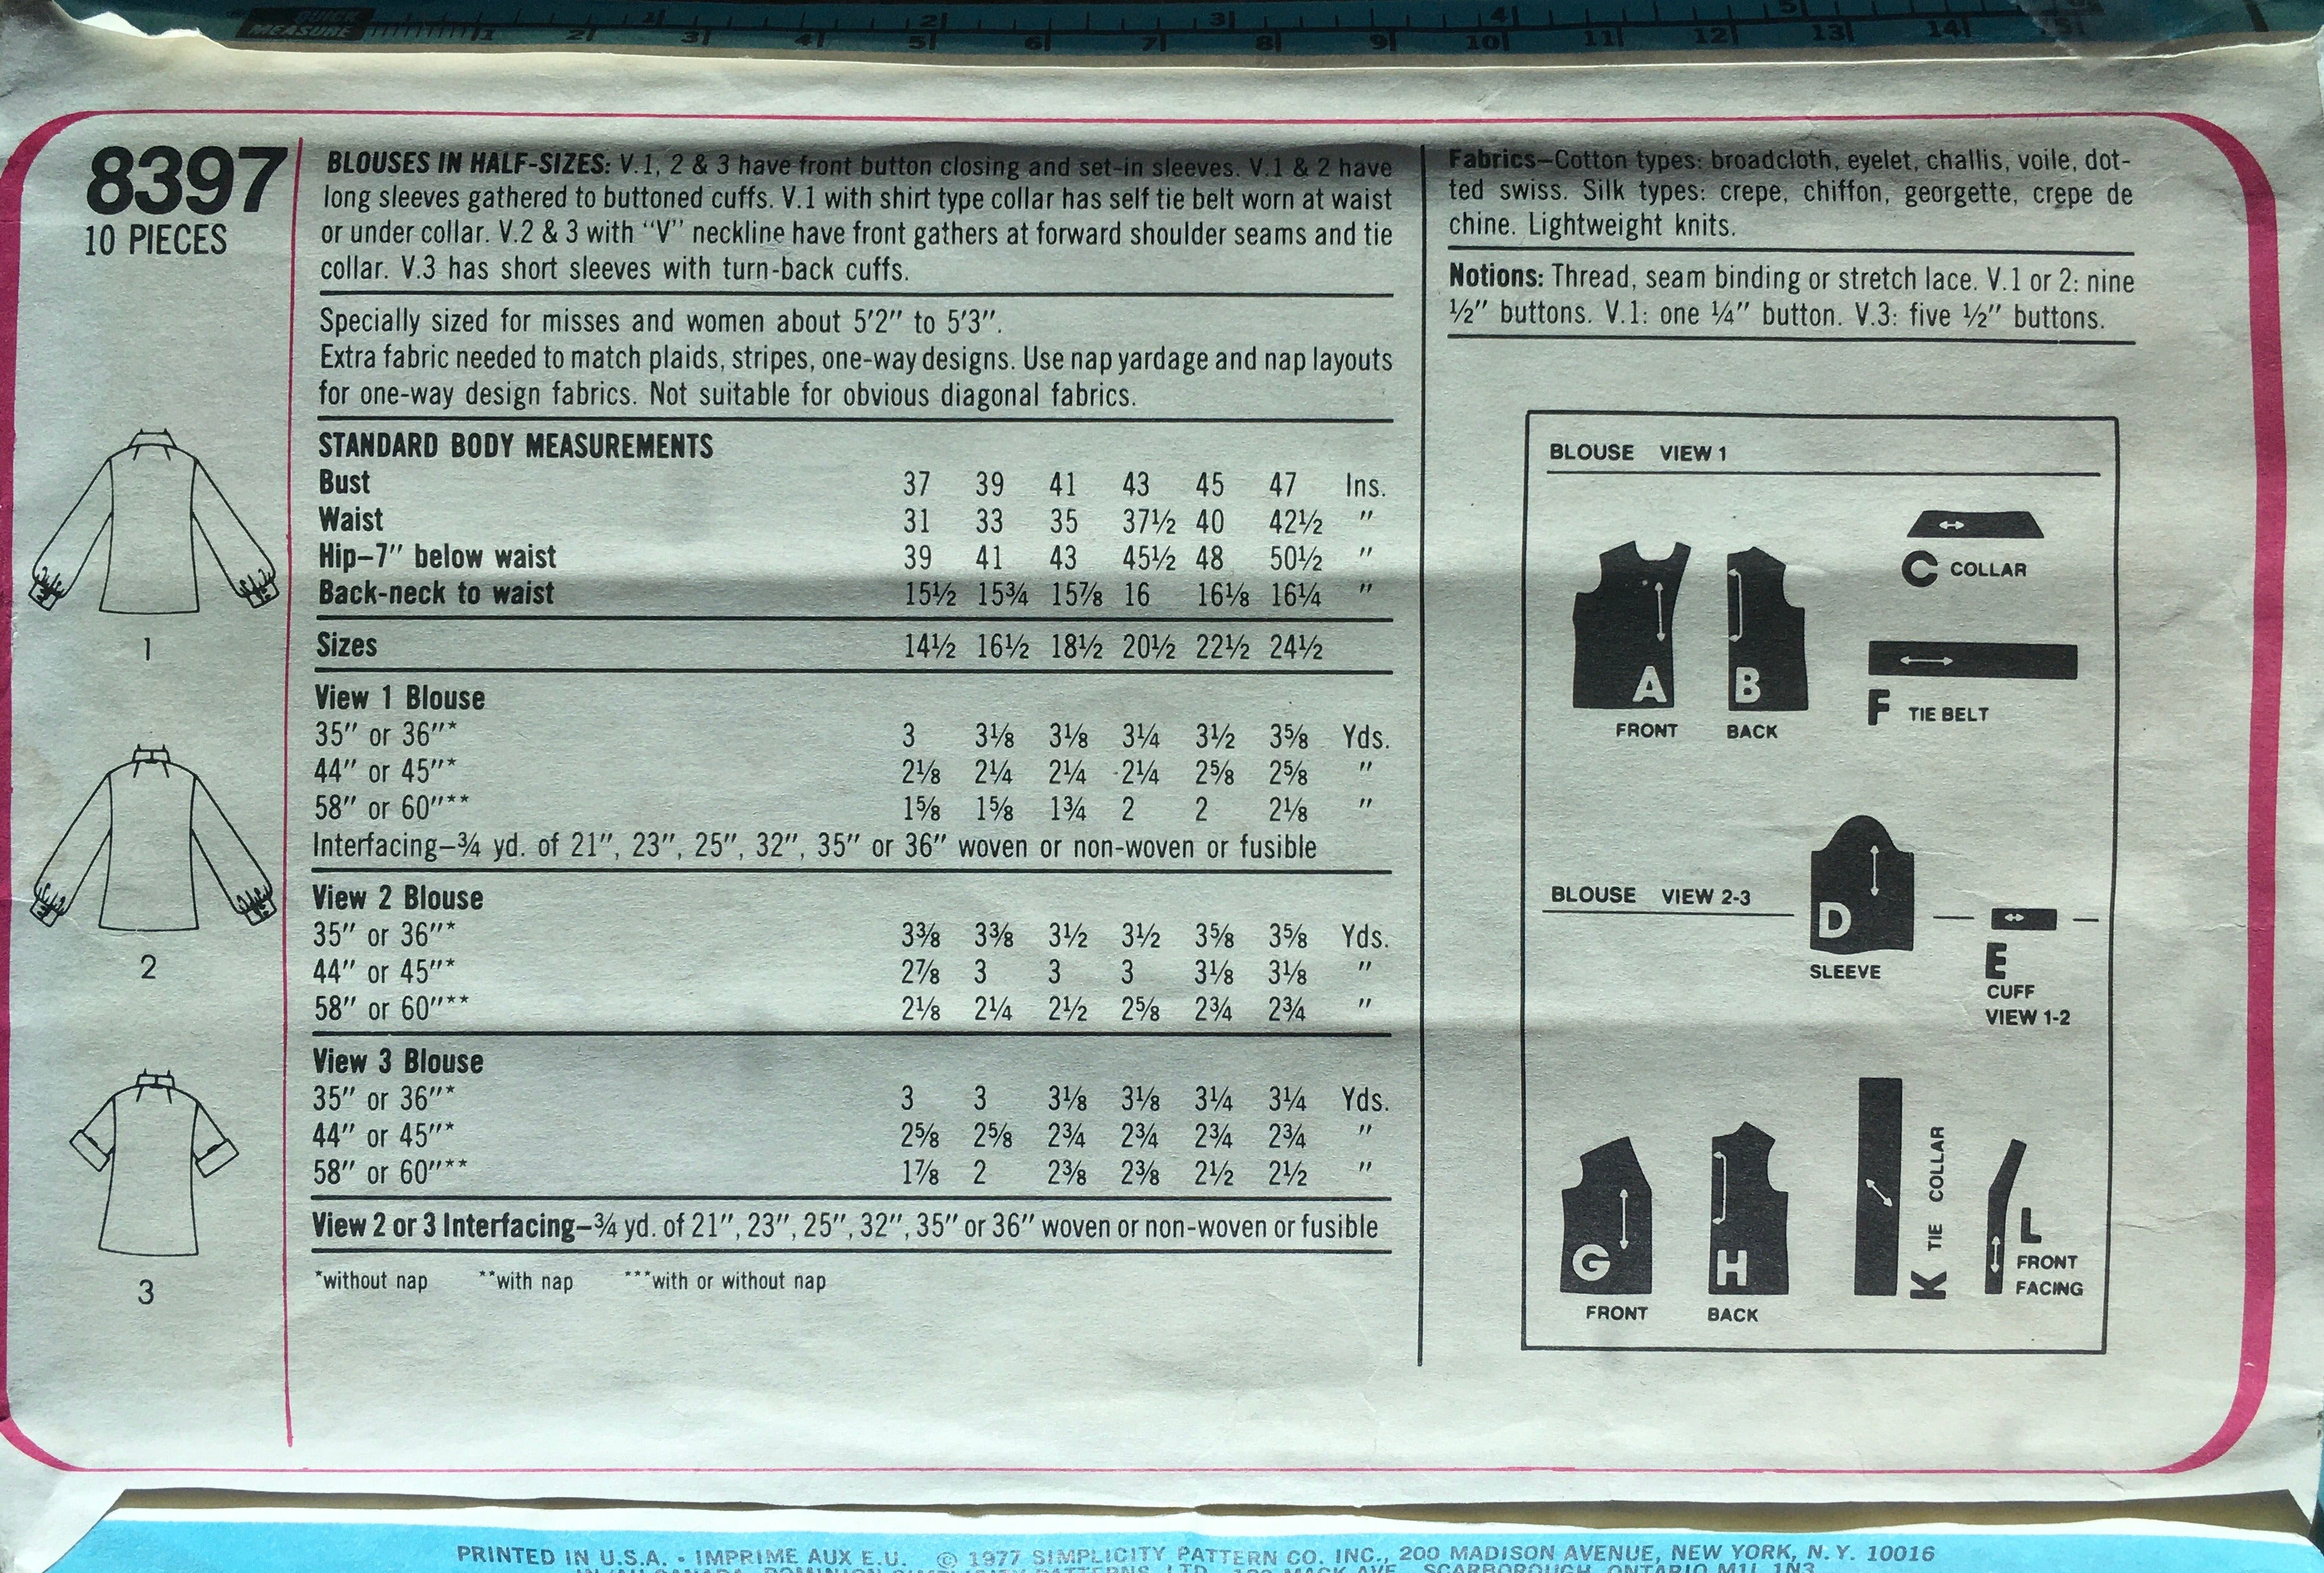 QUICK
MEASURE
1 2 3 4 5
1 2 3 4 5 6 7 8 9 10 11 12 13 14 15
8397
10 PIECES
BLOUSES IN HALF-SIZES: V.1, 2 & 3 have front button closing and set-in sleeves. V.1 & 2 have
long sleeves gathered to buttoned cuffs. V.1 with shirt type collar has self tie belt worn at waist
or under collar. V.2 & 3 with "V" neckline have front gathers at forward shoulder seams and tie
collar. V.3 has short sleeves with turn-back cuffs.
Specially sized for misses and women about 5'2" to 5'3".
Extra fabric needed to match plaids, stripes, one-way designs. Use nap yardage and nap layouts
for one-way design fabrics. Not suitable for obvious diagonal fabrics.
STANDARD BODY MEASUREMENTS
Bust 37 39 41 43 45 47 Ins.
Waist 31 33 35 37½ 40 42½ "
Hip–7" below waist 39 41 43 45½ 48 50½ "
Back-neck to waist 15½ 15¾ 15⅞ 16 16⅛ 16¼ "
Sizes 14½ 16½ 18½ 20½ 22½ 24½
View 1 Blouse
35" or 36"* 3 3⅛ 3⅛ 3¼ 3½ 3⅝ Yds.
44" or 45"* 2⅛ 2¼ 2¼ 2¼ 2⅝ 2⅝ "
58" or 60"** 1⅝ 1⅝ 1¾ 2 2 2⅛ "
Interfacing–¾ yd. of 21", 23", 25", 32", 35" or 36" woven or non-woven or fusible
View 2 Blouse
35" or 36"* 3⅜ 3⅜ 3½ 3½ 3⅝ 3⅝ Yds.
44" or 45"* 2⅞ 3 3 3 3⅛ 3⅛ "
58" or 60"** 2⅛ 2¼ 2½ 2⅝ 2¾ 2¾ "
View 3 Blouse
35" or 36"* 3 3 3⅛ 3⅛ 3¼ 3¼ Yds.
44" or 45"* 2⅝ 2⅝ 2¾ 2¾ 2¾ 2¾ "
58" or 60"** 1⅞ 2 2⅜ 2⅜ 2½ 2½ "
View 2 or 3 Interfacing–¾ yd. of 21", 23", 25", 32", 35" or 36" woven or non-woven or fusible
*without nap **with nap ***with or without nap
1
2
3
Fabrics–Cotton types: broadcloth, eyelet, challis, voile, dot-
ted swiss. Silk types: crepe, chiffon, georgette, crepe de
chine. Lightweight knits.
Notions: Thread, seam binding or stretch lace. V.1 or 2: nine
½" buttons. V.1: one ¼" button. V.3: five ½" buttons.
BLOUSE VIEW 1
A
FRONT
B
BACK
C COLLAR
F TIE BELT
BLOUSE VIEW 2-3
D
SLEEVE
E
CUFF
VIEW 1-2
G
FRONT
H
BACK
K TIE COLLAR
L
FRONT
FACING
PRINTED IN U.S.A. • IMPRIME AUX E.U. © 1977 SIMPLICITY PATTERN CO. INC., 200 MADISON AVENUE, NEW YORK, N.Y. 10016
IN/AU CANADA, DOMINION SIMPLICITY PATTERNS, LTD., 120 MACK AVE., SCARBOROUGH, ONTARIO M1L 1N3